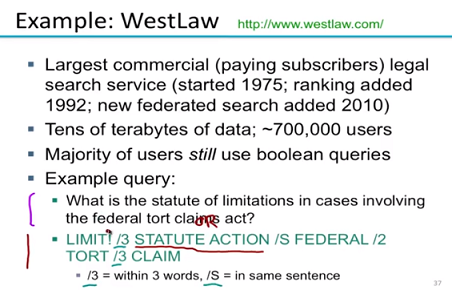 Example: WestLaw http://www.westlaw.com/
Largest commercial (paying subscribers) legal
search service (started 1975; ranking added
1992; new federated search added 2010)
Tens of terabytes of data; ~700,000 users
Majority of users still use boolean queries
Example query:
What is the statute of limitations in cases involving
the federal tort claims act?
OR
LIMIT! /3 STATUTE ACTION /S FEDERAL /2
TORT /3 CLAIM
/3 = within 3 words, /S = in same sentence
37